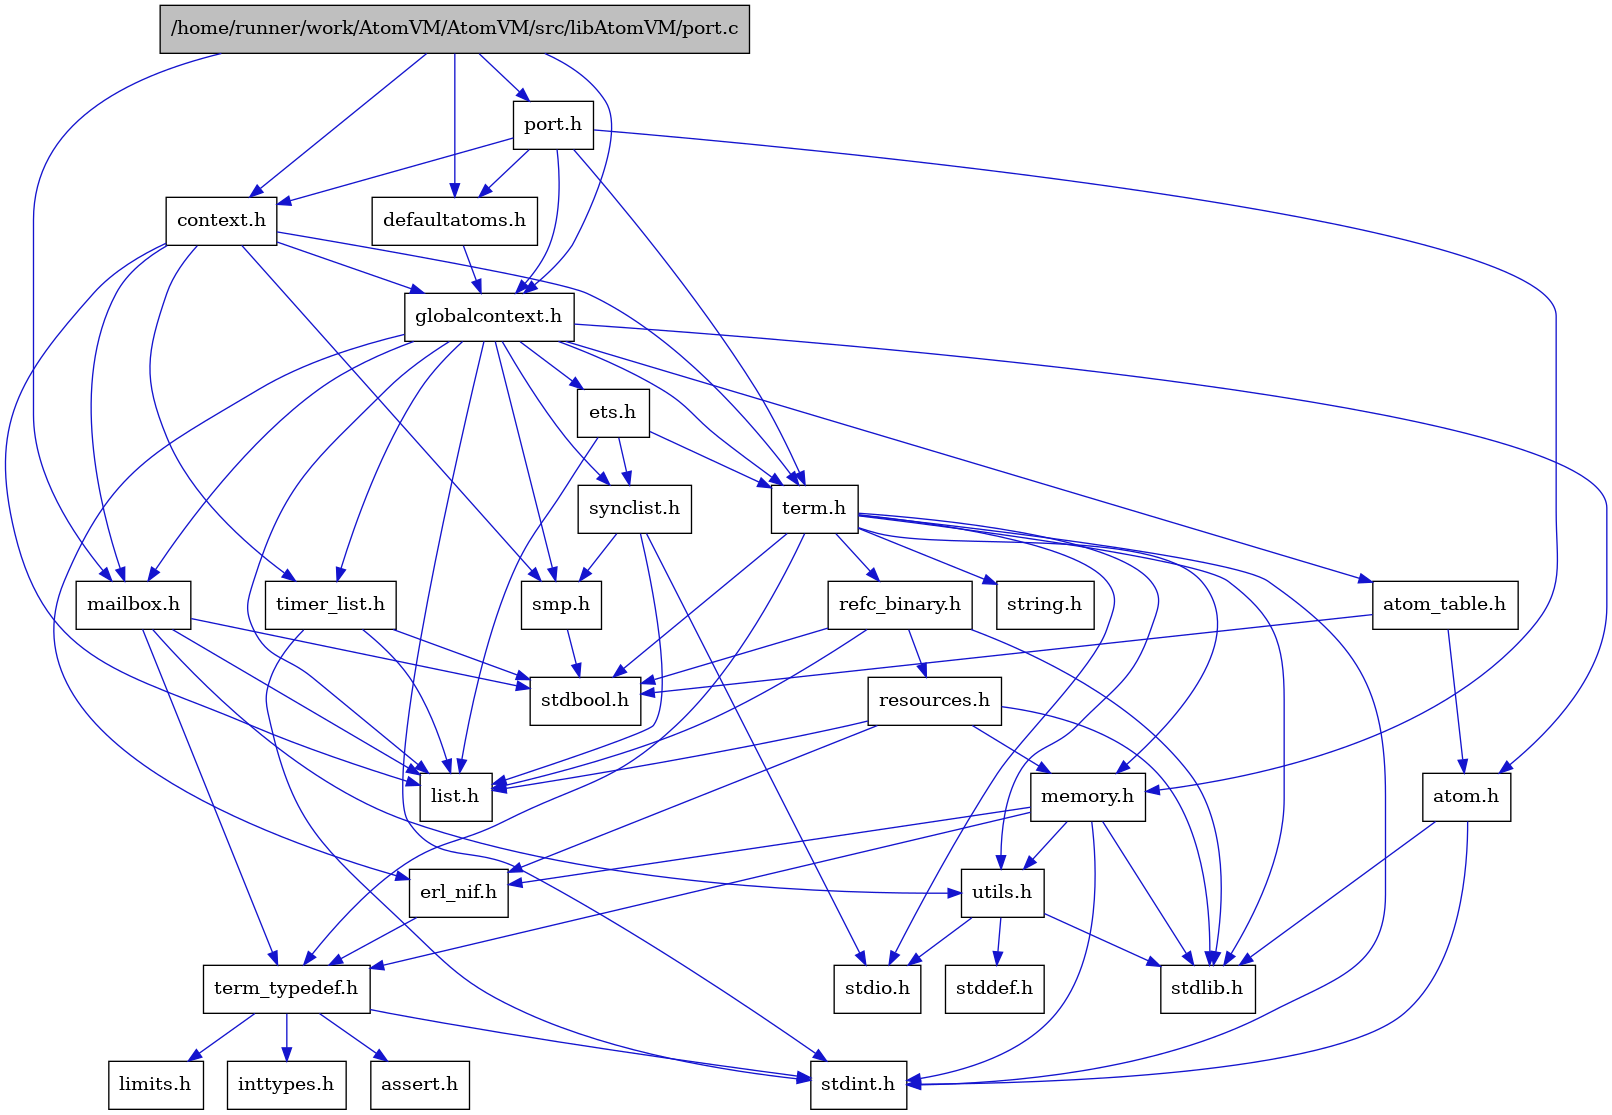 /home/runner/work/AtomVM/AtomVM/src/libAtomVM/port.c
port.h
context.h
defaultatoms.h
globalcontext.h
ets.h
synclist.h
term.h
mailbox.h
timer_list.h
smp.h
refc_binary.h
string.h
atom_table.h
stdbool.h
resources.h
list.h
memory.h
atom.h
erl_nif.h
utils.h
term_typedef.h
stdio.h
stddef.h
stdlib.h
limits.h
inttypes.h
assert.h
stdint.h